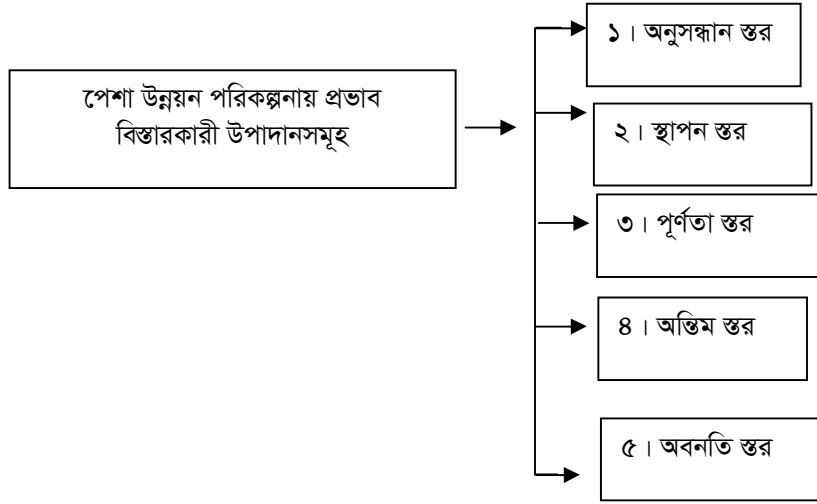 পেশা উন্নয়ন পরিকল্পনায় প্রভাব
বিস্তারকারী উপাদানসমূহ
১। অনুসন্ধান স্তর
২। স্থাপন স্তর
৩। পূর্ণতা স্তর
৪। অন্তিম স্তর
৫। অবনতি স্তর